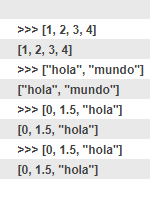 >>> [1, 2, 3, 4]
[1, 2, 3, 4]
>>> ["hola", "mundo"]
["hola", "mundo"]
>>> [0, 1.5, "hola"]
[0, 1.5, "hola"]
>>> [0, 1.5, "hola"]
[0, 1.5, "hola"]